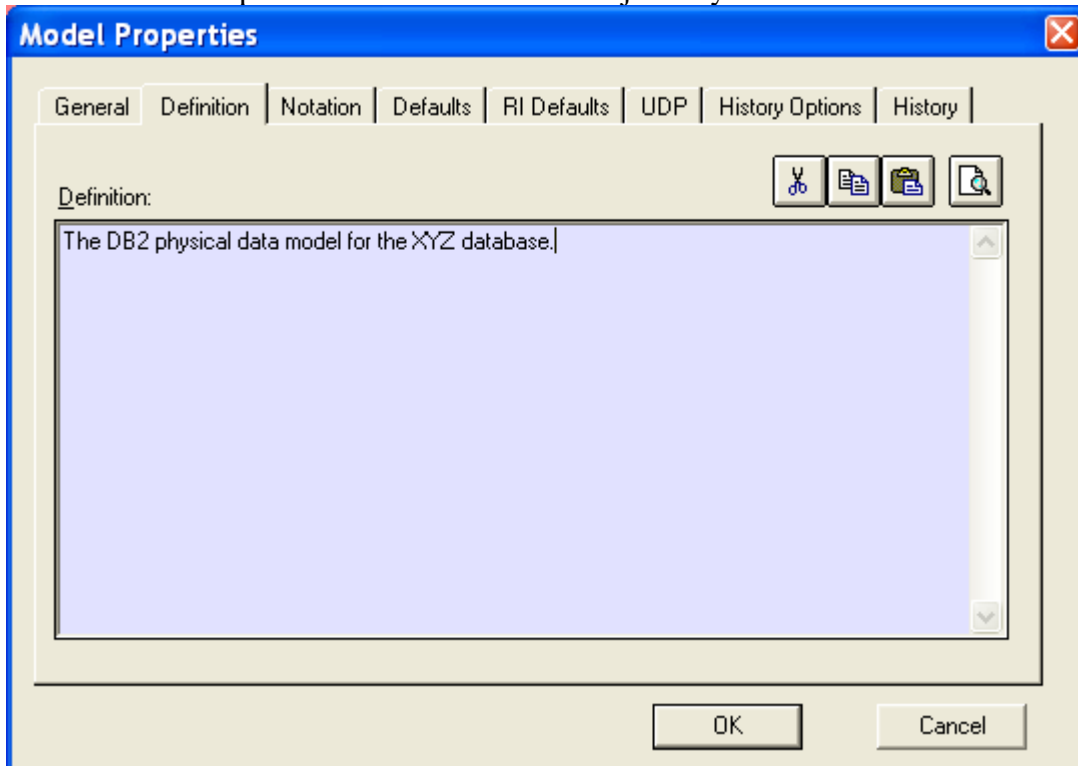 Model Properties
General Definition Notation Defaults RI Defaults UDP History Options History
Definition:
The DB2 physical data model for the XYZ database.
OK Cancel